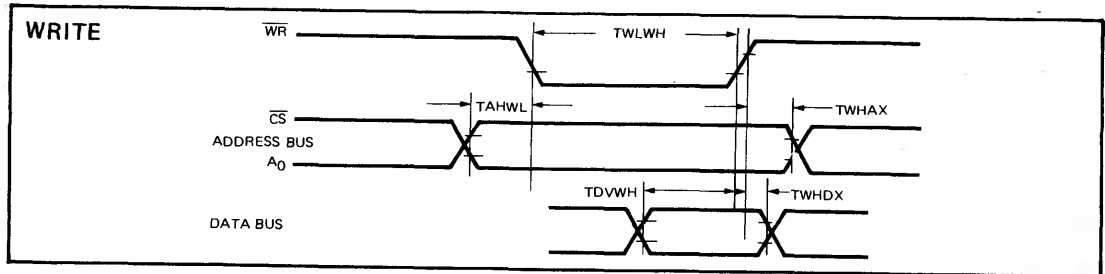 WRITE
WR
TWLWH
TAHWL
TWHAX
CS
ADDRESS BUS
A0
TDVWH
TWHDX
DATA BUS